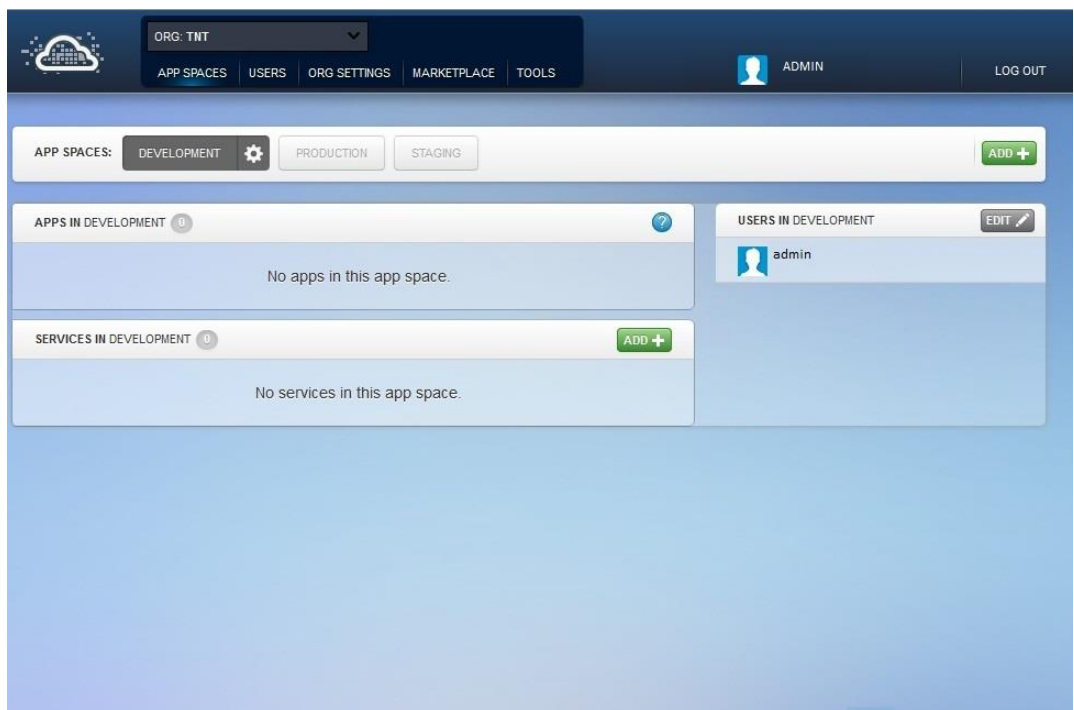 ORG: TNT
APP SPACES USERS ORG SETTINGS MARKETPLACE TOOLS
ADMIN
LOG OUT
APP SPACES: DEVELOPMENT PRODUCTION STAGING ADD
APPS IN DEVELOPMENT 0 ?
No apps in this app space.
SERVICES IN DEVELOPMENT 0 ADD
No services in this app space.
USERS IN DEVELOPMENT EDIT
admin